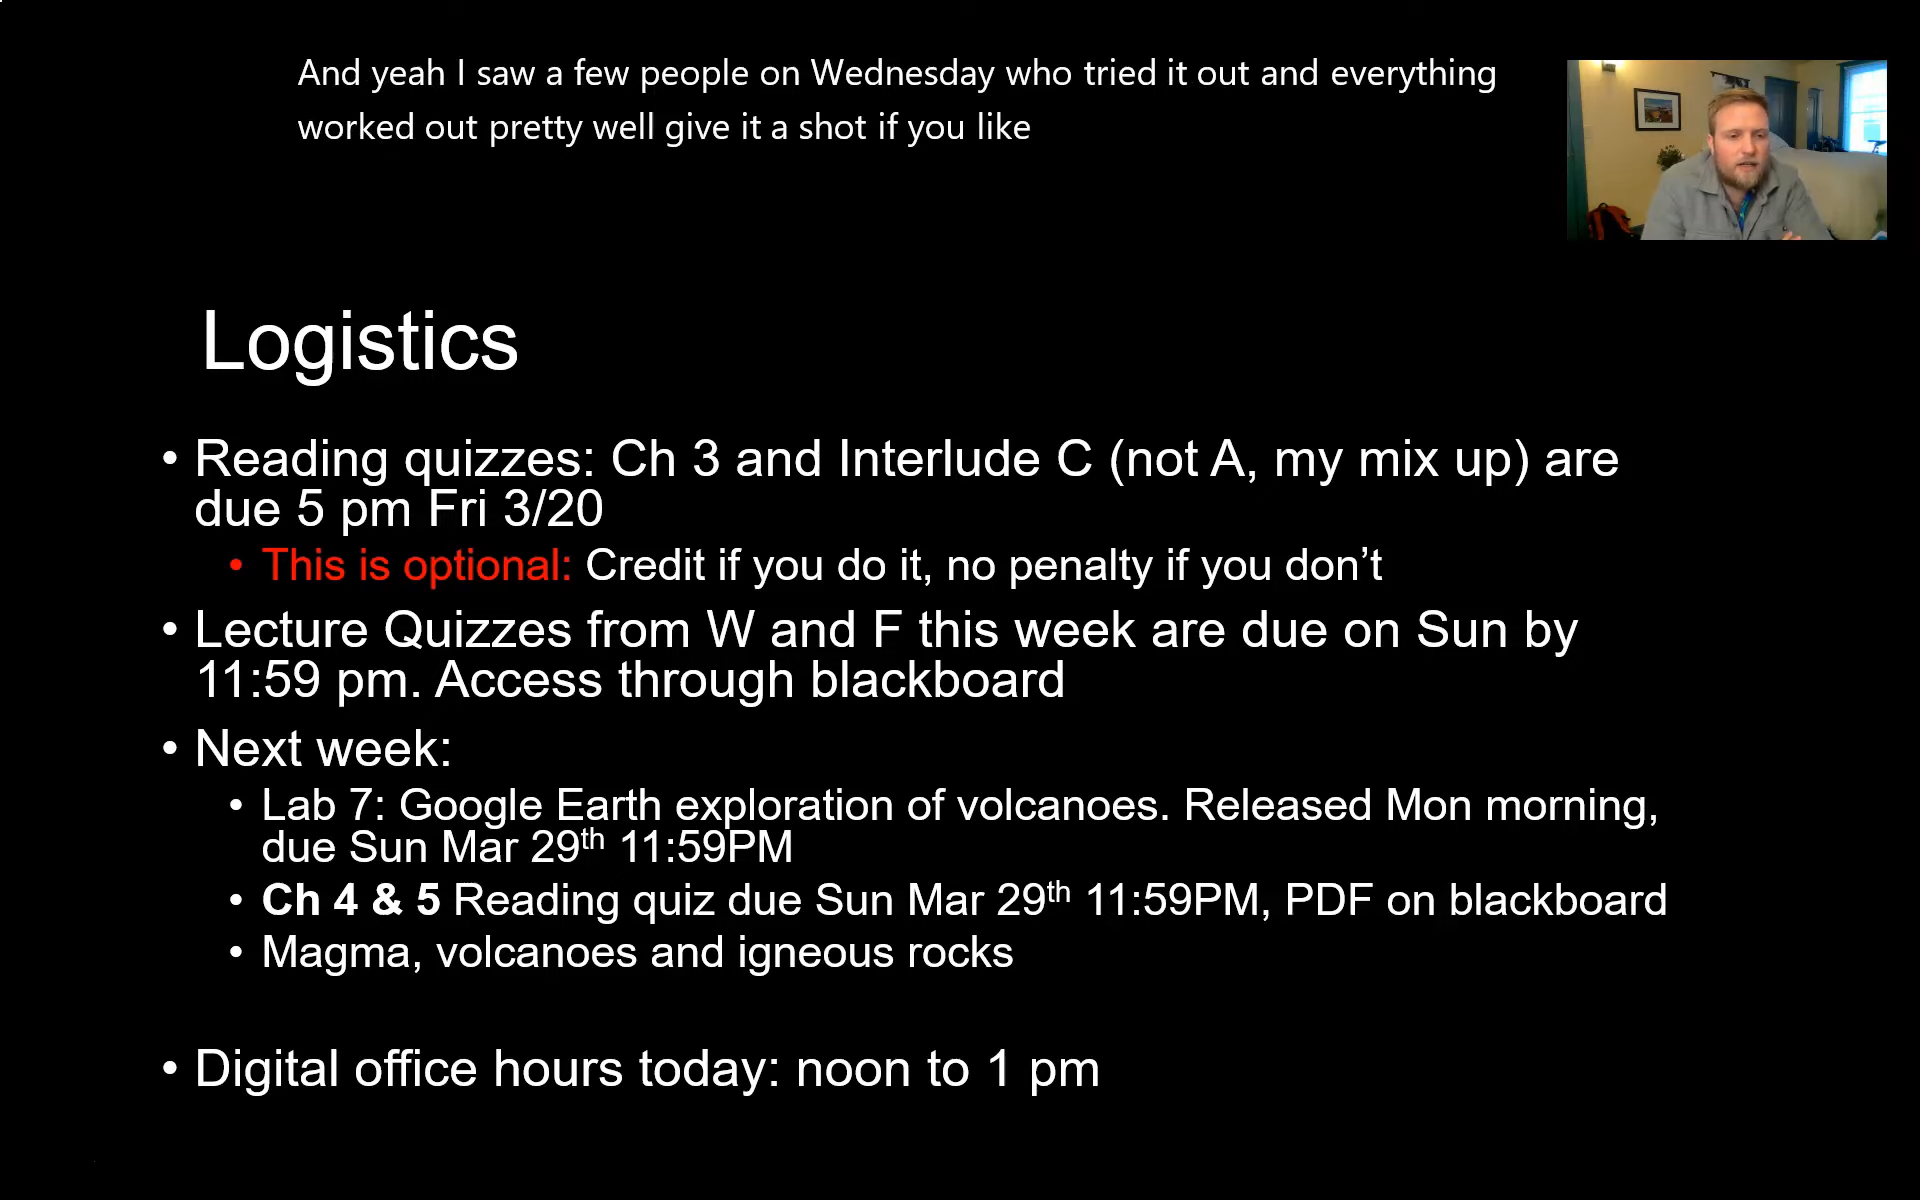 And yeah I saw a few people on Wednesday who tried it out and everything
worked out pretty well give it a shot if you like
Logistics
• Reading quizzes: Ch 3 and Interlude C (not A, my mix up) are
due 5 pm Fri 3/20
• This is optional: Credit if you do it, no penalty if you don’t
• Lecture Quizzes from W and F this week are due on Sun by
11:59 pm. Access through blackboard
• Next week:
• Lab 7: Google Earth exploration of volcanoes. Released Mon morning,
due Sun Mar 29th 11:59PM
• Ch 4 & 5 Reading quiz due Sun Mar 29th 11:59PM, PDF on blackboard
• Magma, volcanoes and igneous rocks
• Digital office hours today: noon to 1 pm